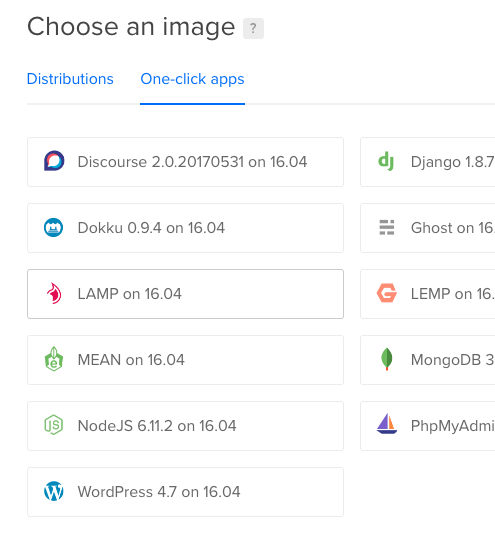 Choose an image ?
Distributions One-click apps
Discourse 2.0.20170531 on 16.04
Django 1.8.7
Dokku 0.9.4 on 16.04
Ghost on 16.
LAMP on 16.04
LEMP on 16.
MEAN on 16.04
MongoDB 3
NodeJS 6.11.2 on 16.04
PhpMyAdmi
WordPress 4.7 on 16.04